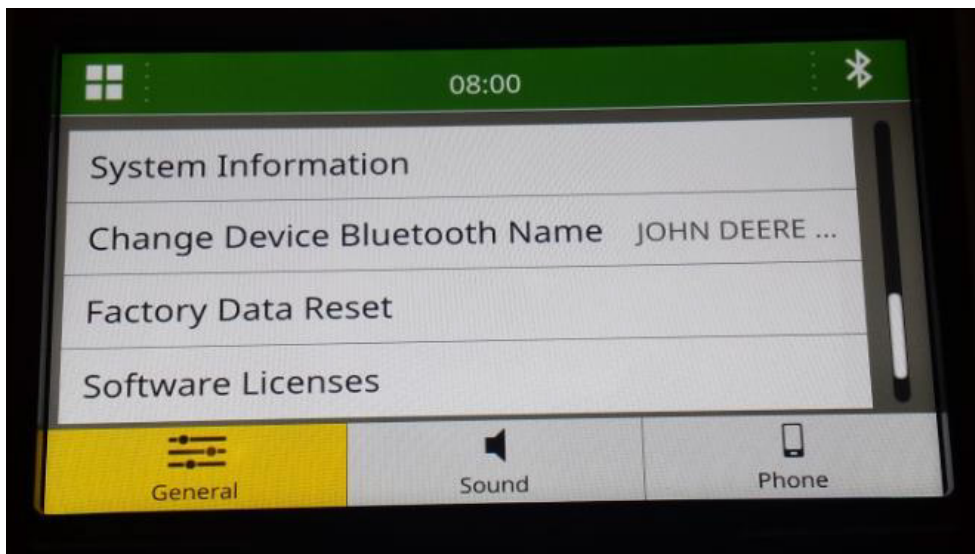 08:00
System Information
Change Device Bluetooth Name JOHN DEERE ...
Factory Data Reset
Software Licenses
General Sound Phone